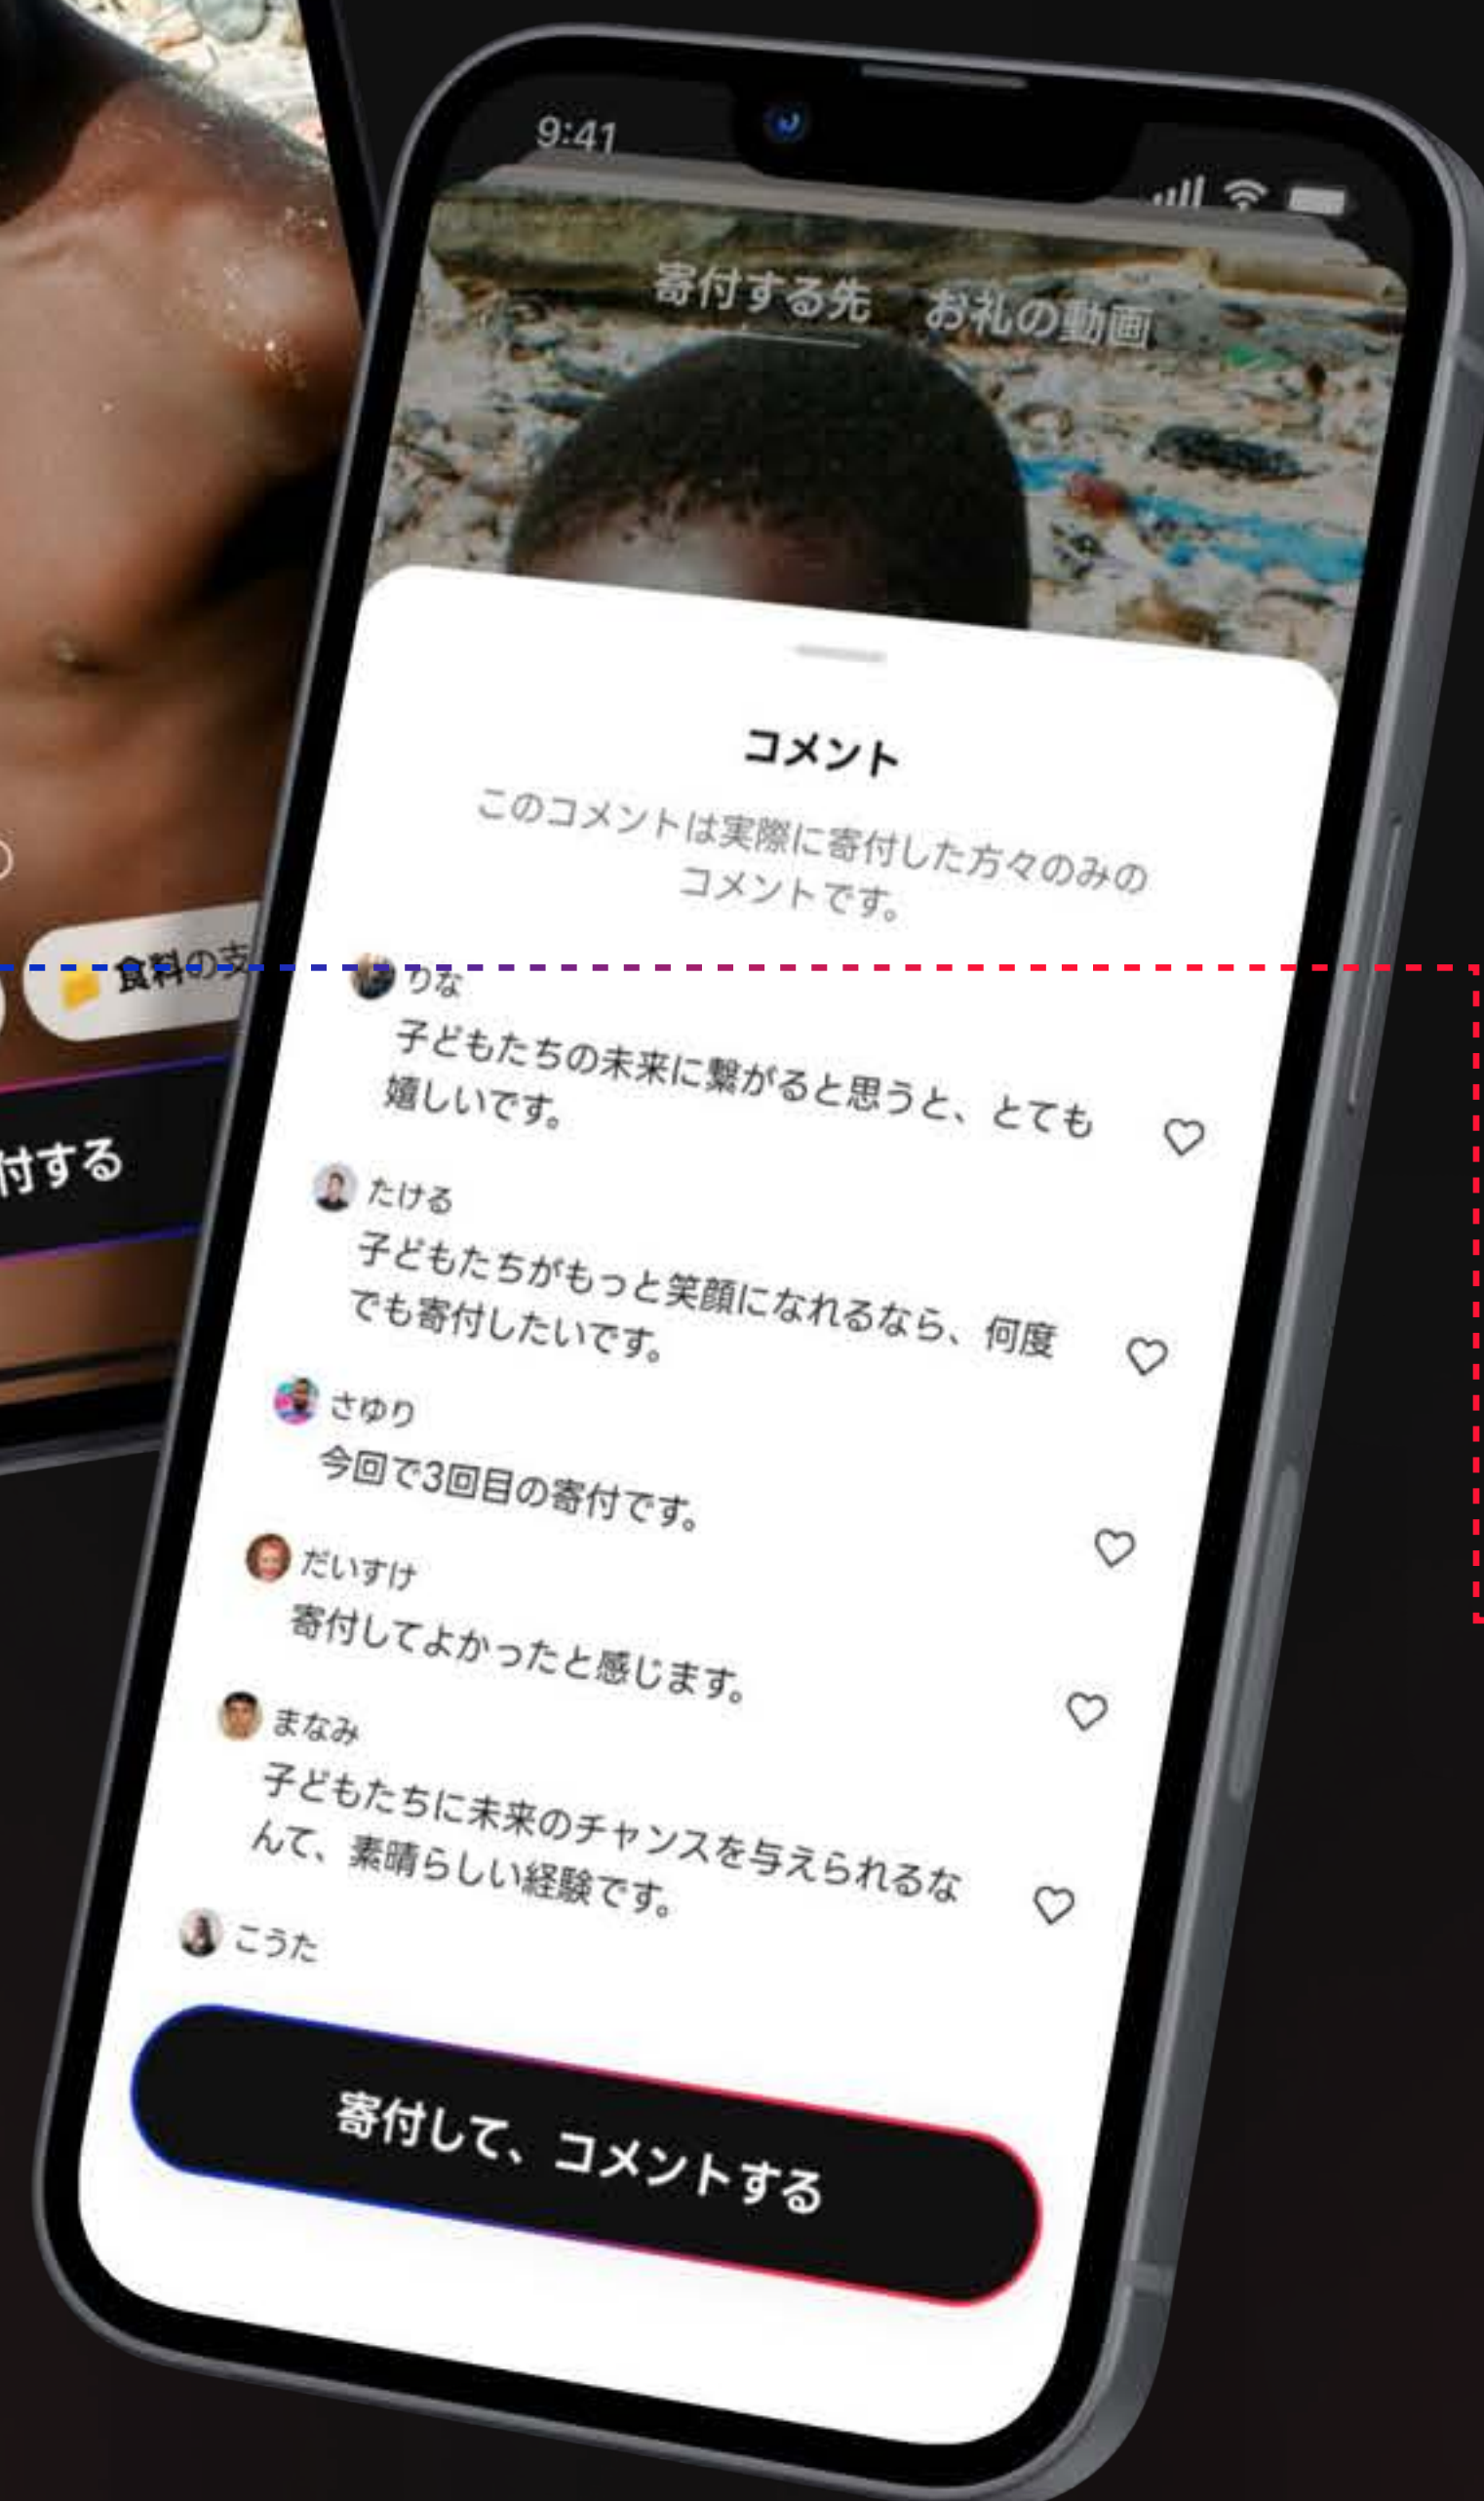 9:41
寄付する先 お礼の動画
コメント
このコメントは実際に寄付した方々のみの
コメントです。
りな
子どもたちの未来に繋がると思うと、とても
嬉しいです。
たける
子どもたちがもっと笑顔になれるなら、何度
でも寄付したいです。
さゆり
今回で3回目の寄付です。
だいすけ
寄付してよかったと感じます。
まなみ
子どもたちに未来のチャンスを与えられるな
んて、素晴らしい経験です。
こうた
寄付して、コメントする
食料の支
付する